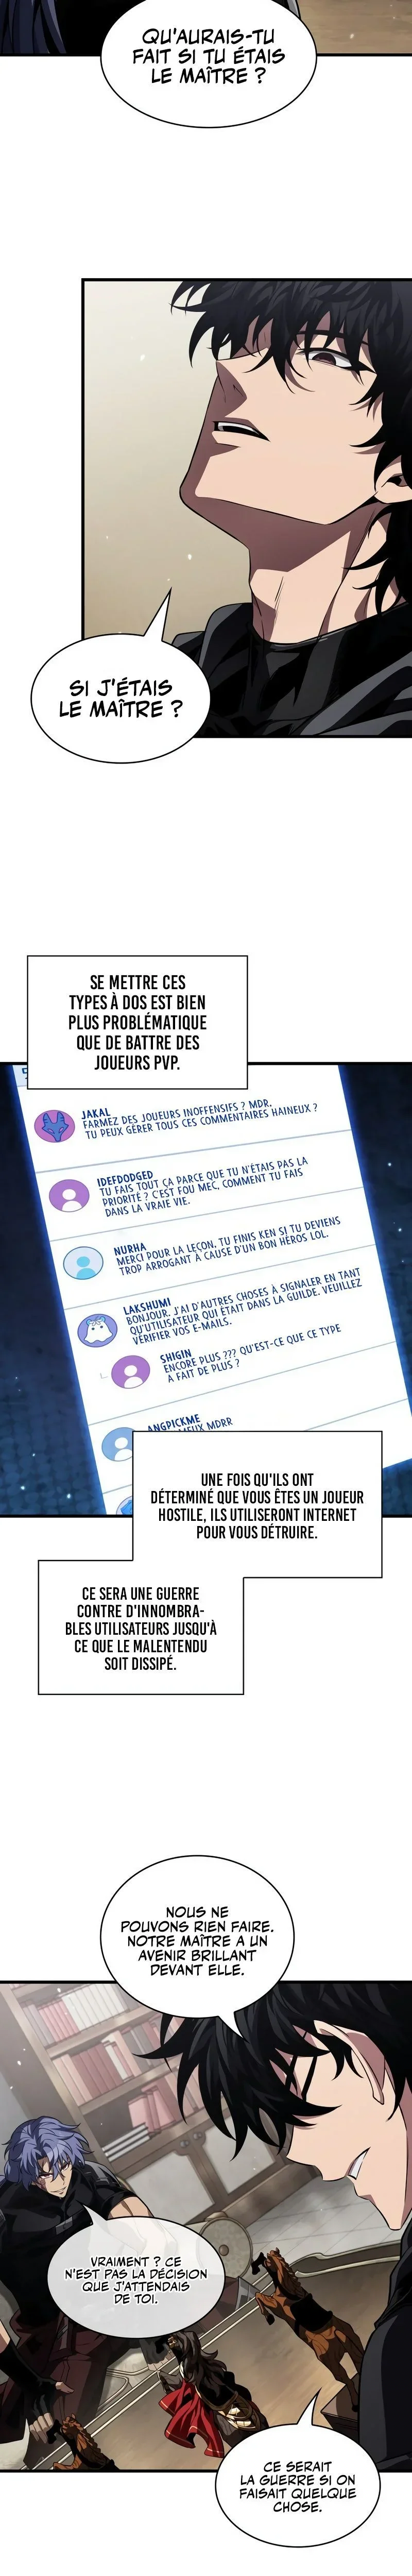 QU'AURAIS-TU
FAIT SI TU ÉTAIS
LE MAÎTRE ?
SI J'ÉTAIS
LE MAÎTRE ?
SE METTRE CES
TYPES À DOS EST BIEN
PLUS PROBLÉMATIQUE
QUE DE BATTRE DES
JOUEURS PVP.
JAKAL
FARMEZ DES JOUEURS INOFFENSIFS ? MDR.
TU PEUX GÉRER TOUS CES COMMENTAIRES HAINEUX ?
IDEFDODGED
TU FAIS TOUT ÇA PARCE QUE TU N'ÉTAIS PAS LA
PRIORITÉ ? C'EST FOU MEC, COMMENT TU FAIS
DANS LA VRAIE VIE.
NURHA
MERCI POUR LA LEÇON. TU FINIS KEN SI TU DEVIENS
TROP ARROGANT À CAUSE D'UN BON HÉROS LOL.
LAKSHUMI
BONJOUR. J'AI D'AUTRES CHOSES À SIGNALER EN TANT
QU'UTILISATEUR QUI ÉTAIT DANS LA GUILDE. VEUILLEZ
VÉRIFIER VOS E-MAILS.
SHIGIN
ENCORE PLUS ??? QU'EST-CE QUE CE TYPE
A FAIT DE PLUS ?
ANGPICKME
MDRR
UNE FOIS QU'ILS ONT
DÉTERMINÉ QUE VOUS ÊTES UN JOUEUR
HOSTILE, ILS UTILISERONT INTERNET
POUR VOUS DÉTRUIRE.
CE SERA UNE GUERRE
CONTRE D'INNOMBRA-
BLES UTILISATEURS JUSQU'À
CE QUE LE MALENTENDU
SOIT DISSIPÉ.
NOUS NE
POUVONS RIEN FAIRE.
NOTRE MAÎTRE A UN
AVENIR BRILLANT
DEVANT ELLE.
VRAIMENT ? CE
N'EST PAS LA DÉCISION
QUE J'ATTENDAIS
DE TOI.
CE SERAIT
LA GUERRE SI ON
FAISAIT QUELQUE
CHOSE.